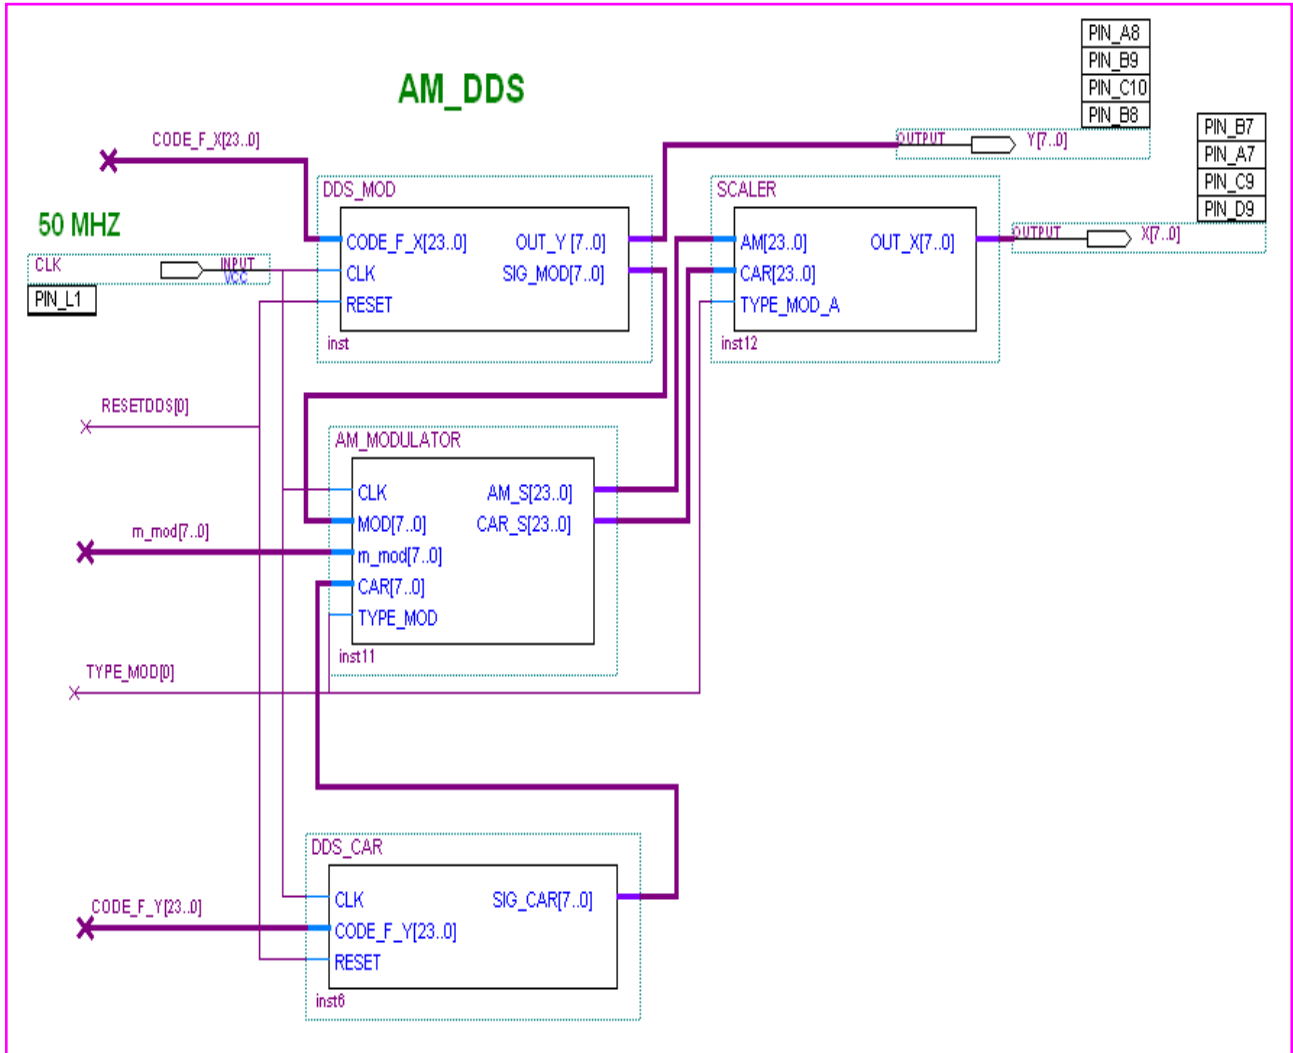 AM_DDS
PIN_A8
PIN_B9
PIN_C10
PIN_B8
OUTPUT
Y[7..0]
PIN_B7
PIN_A7
PIN_C9
PIN_D9
OUTPUT
X[7..0]
CODE_F_X[23..0]
50 MHZ
CLK
INPUT
VCC
PIN_L1
DDS_MOD
CODE_F_X[23..0]
OUT_Y [7..0]
CLK
SIG_MOD[7..0]
RESET
inst
SCALER
AM[23..0]
OUT_X[7..0]
CAR[23..0]
TYPE_MOD_A
inst12
RESETDDS[0]
AM_MODULATOR
CLK
AM_S[23..0]
MOD[7..0]
CAR_S[23..0]
m_mod[7..0]
m_mod[7..0]
CAR[7..0]
TYPE_MOD
inst11
TYPE_MOD[0]
DDS_CAR
CLK
SIG_CAR[7..0]
CODE_F_Y[23..0]
CODE_F_Y[23..0]
RESET
inst6